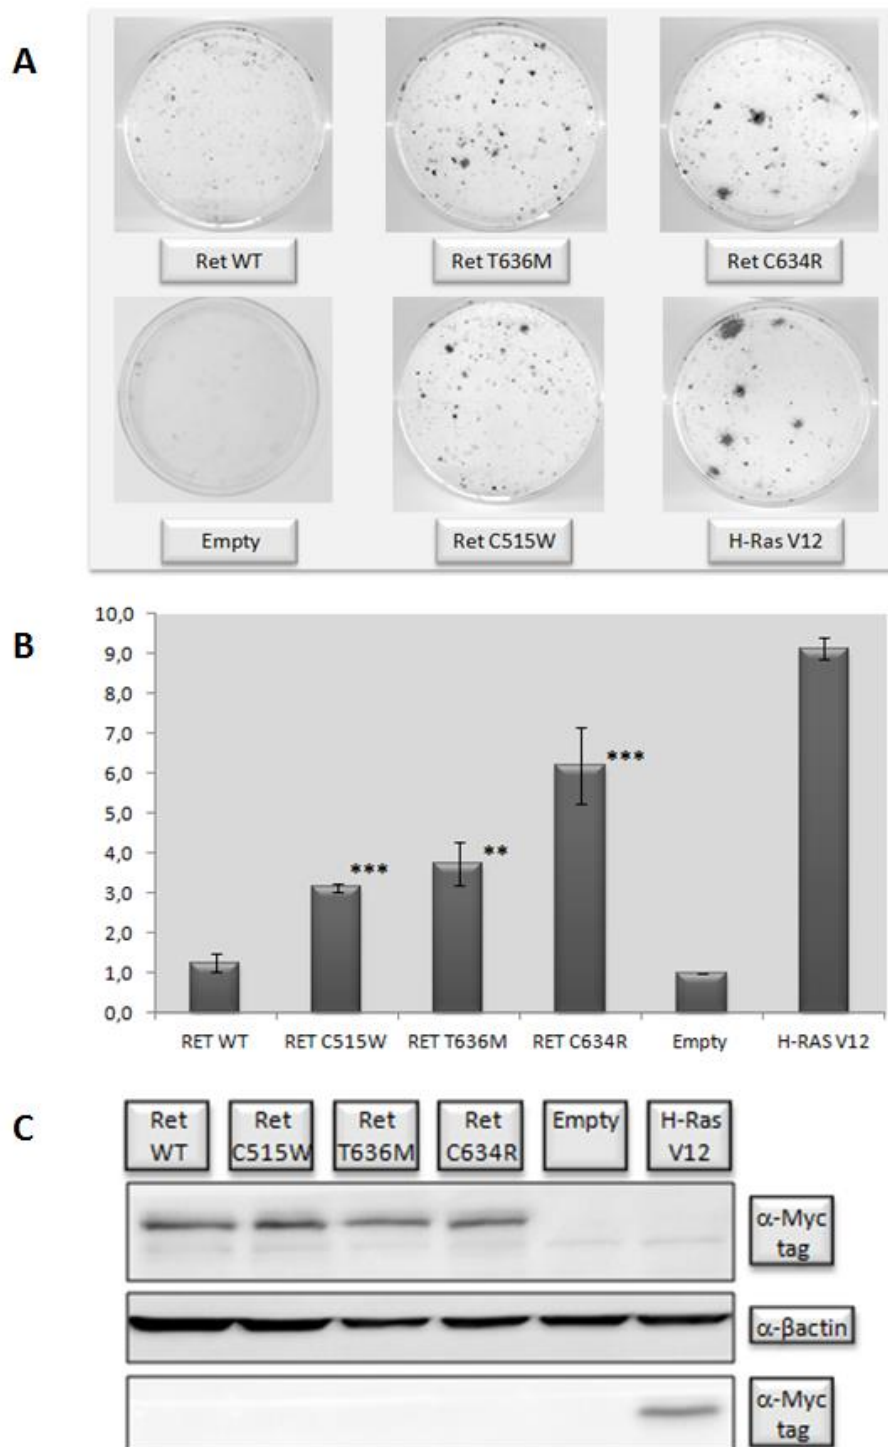 A
Ret WT
Ret T636M
Ret C634R
Empty
Ret C515W
H-Ras V12
B
10,0
9,0
8,0
7,0
6,0
5,0
4,0
3,0
2,0
1,0
0,0
***
**
***
RET WT
RET C515W
RET T636M
RET C634R
Empty
H-RAS V12
C
Ret
WT
Ret
C515W
Ret
T636M
Ret
C634R
Empty
H-Ras
V12
α-Myc
tag
α-βactin
α-Myc
tag